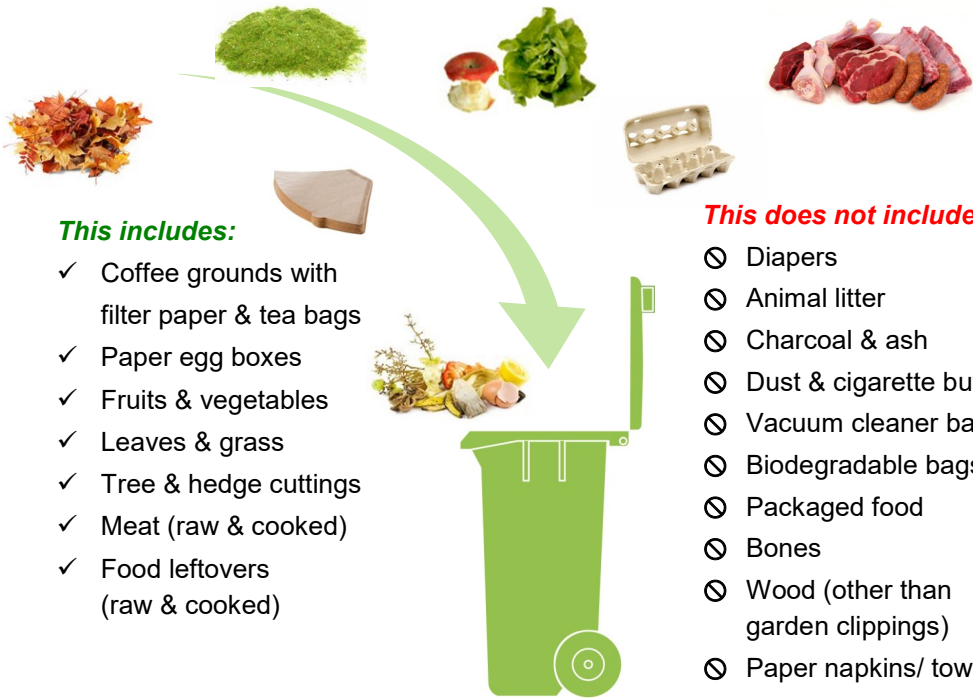 This includes:
✓ Coffee grounds with
filter paper & tea bags
✓ Paper egg boxes
✓ Fruits & vegetables
✓ Leaves & grass
✓ Tree & hedge cuttings
✓ Meat (raw & cooked)
✓ Food leftovers
(raw & cooked)
This does not include
Diapers
Animal litter
Charcoal & ash
Dust & cigarette
Vacuum cleaner
Biodegradable bags
Packaged food
Bones
Wood (other than
garden clippings)
Paper napkins/